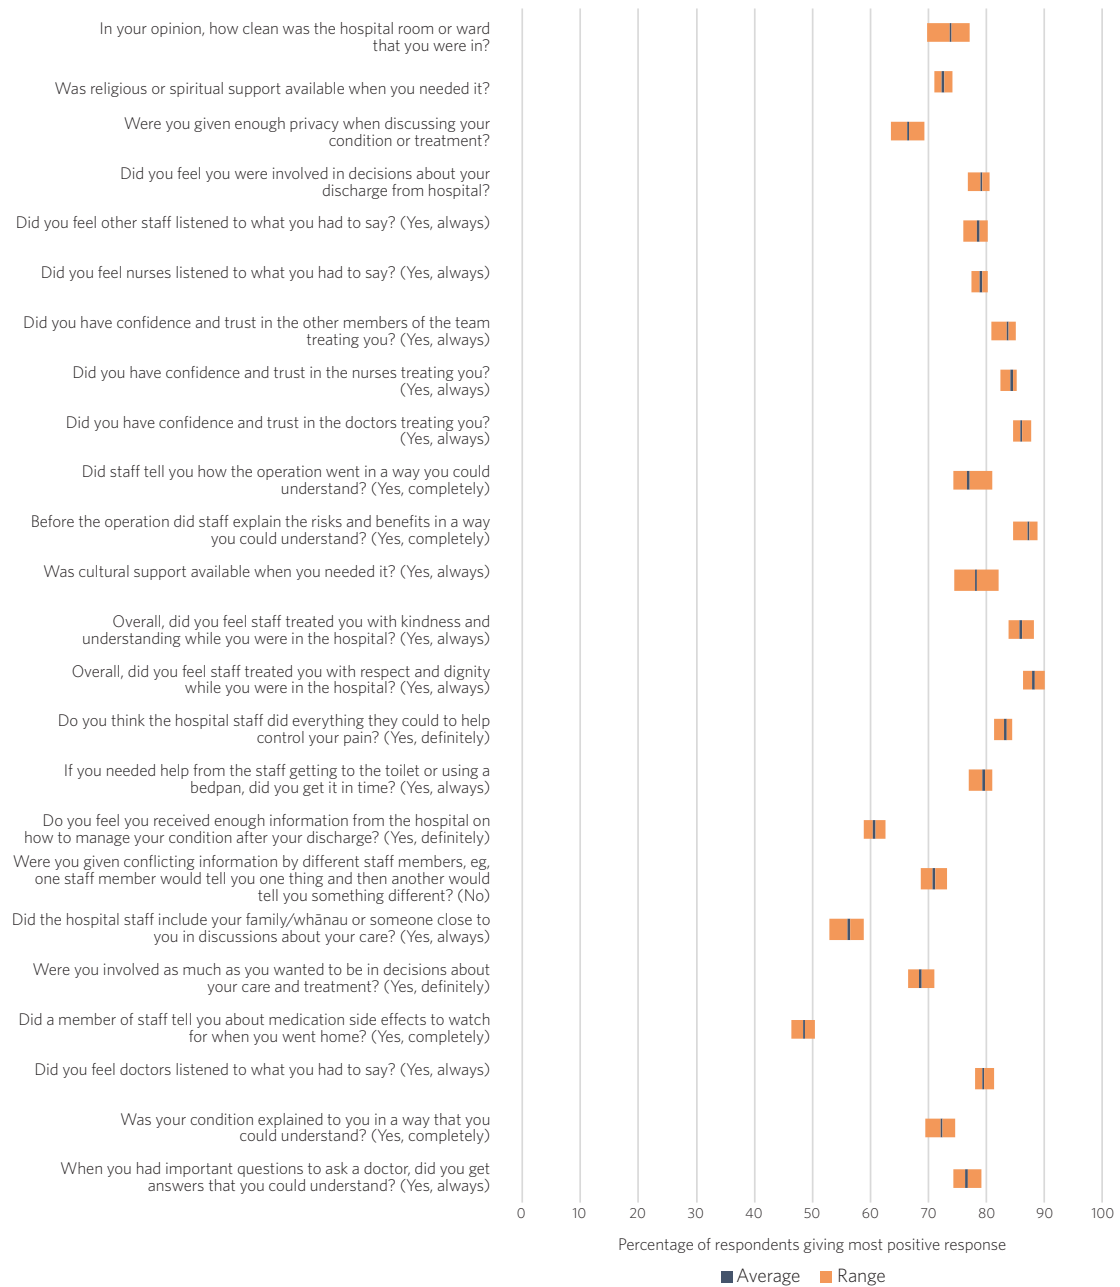 In your opinion, how clean was the hospital room or ward
that you were in?
Was religious or spiritual support available when you needed it?
Were you given enough privacy when discussing your
condition or treatment?
Did you feel you were involved in decisions about your
discharge from hospital?
Did you feel other staff listened to what you had to say? (Yes, always)
Did you feel nurses listened to what you had to say? (Yes, always)
Did you have confidence and trust in the other members of the team
treating you? (Yes, always)
Did you have confidence and trust in the nurses treating you?
(Yes, always)
Did you have confidence and trust in the doctors treating you?
(Yes, always)
Did staff tell you how the operation went in a way you could
understand? (Yes, completely)
Before the operation did staff explain the risks and benefits in a way
you could understand? (Yes, completely)
Was cultural support available when you needed it? (Yes, always)
Overall, did you feel staff treated you with kindness and
understanding while you were in the hospital? (Yes, always)
Overall, did you feel staff treated you with respect and dignity
while you were in the hospital? (Yes, always)
Do you think the hospital staff did everything they could to help
control your pain? (Yes, definitely)
If you needed help from the staff getting to the toilet or using a
bedpan, did you get it in time? (Yes, always)
Do you feel you received enough information from the hospital on
how to manage your condition after your discharge? (Yes, definitely)
Were you given conflicting information by different staff members, eg,
one staff member would tell you one thing and then another would
tell you something different? (No)
Did the hospital staff include your family/whānau or someone close to
you in discussions about your care? (Yes, always)
Were you involved as much as you wanted to be in decisions about
your care and treatment? (Yes, definitely)
Did a member of staff tell you about medication side effects to watch
for when you went home? (Yes, completely)
Did you feel doctors listened to what you had to say? (Yes, always)
Was your condition explained to you in a way that you
could understand? (Yes, completely)
When you had important questions to ask a doctor, did you get
answers that you could understand? (Yes, always)
0 10 20 30 40 50 60 70 80 90 100
Percentage of respondents giving most positive response
Average Range